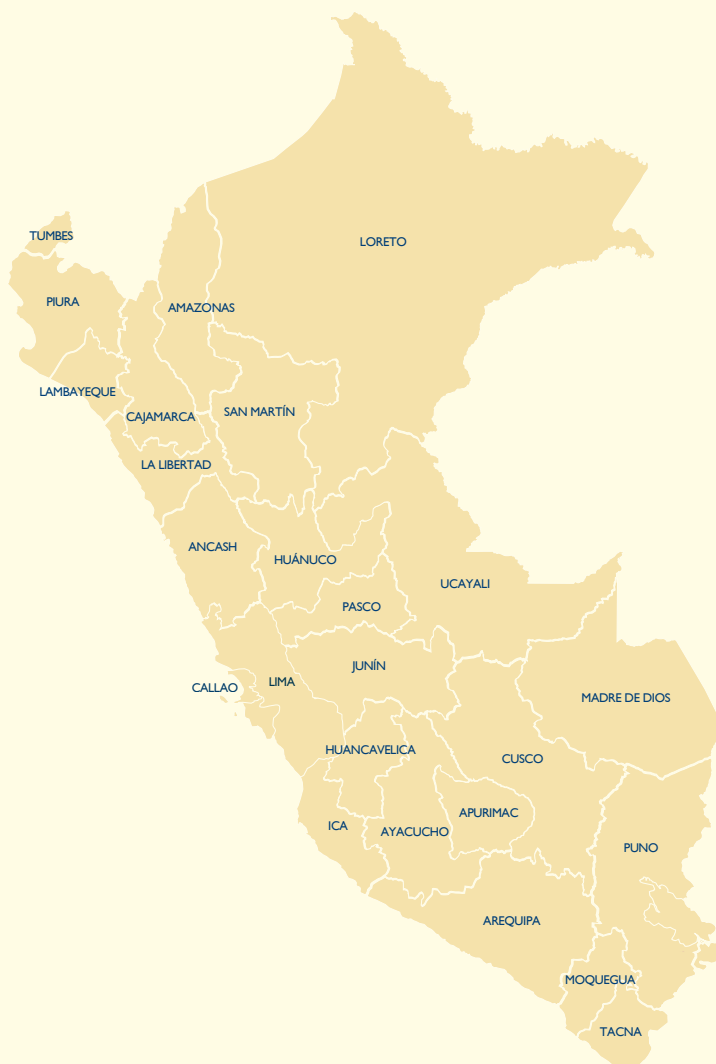 TUMBES
LORETO
PIURA
AMAZONAS
LAMBAYEQUE
CAJAMARCA
SAN MARTÍN
LA LIBERTAD
ANCASH
HUÁNUCO
UCAYALI
PASCO
JUNÍN
LIMA
CALLAO
MADRE DE DIOS
HUANCAVELICA
CUSCO
APURIMAC
ICA
AYACUCHO
PUNO
AREQUIPA
MOQUEGUA
TACNA